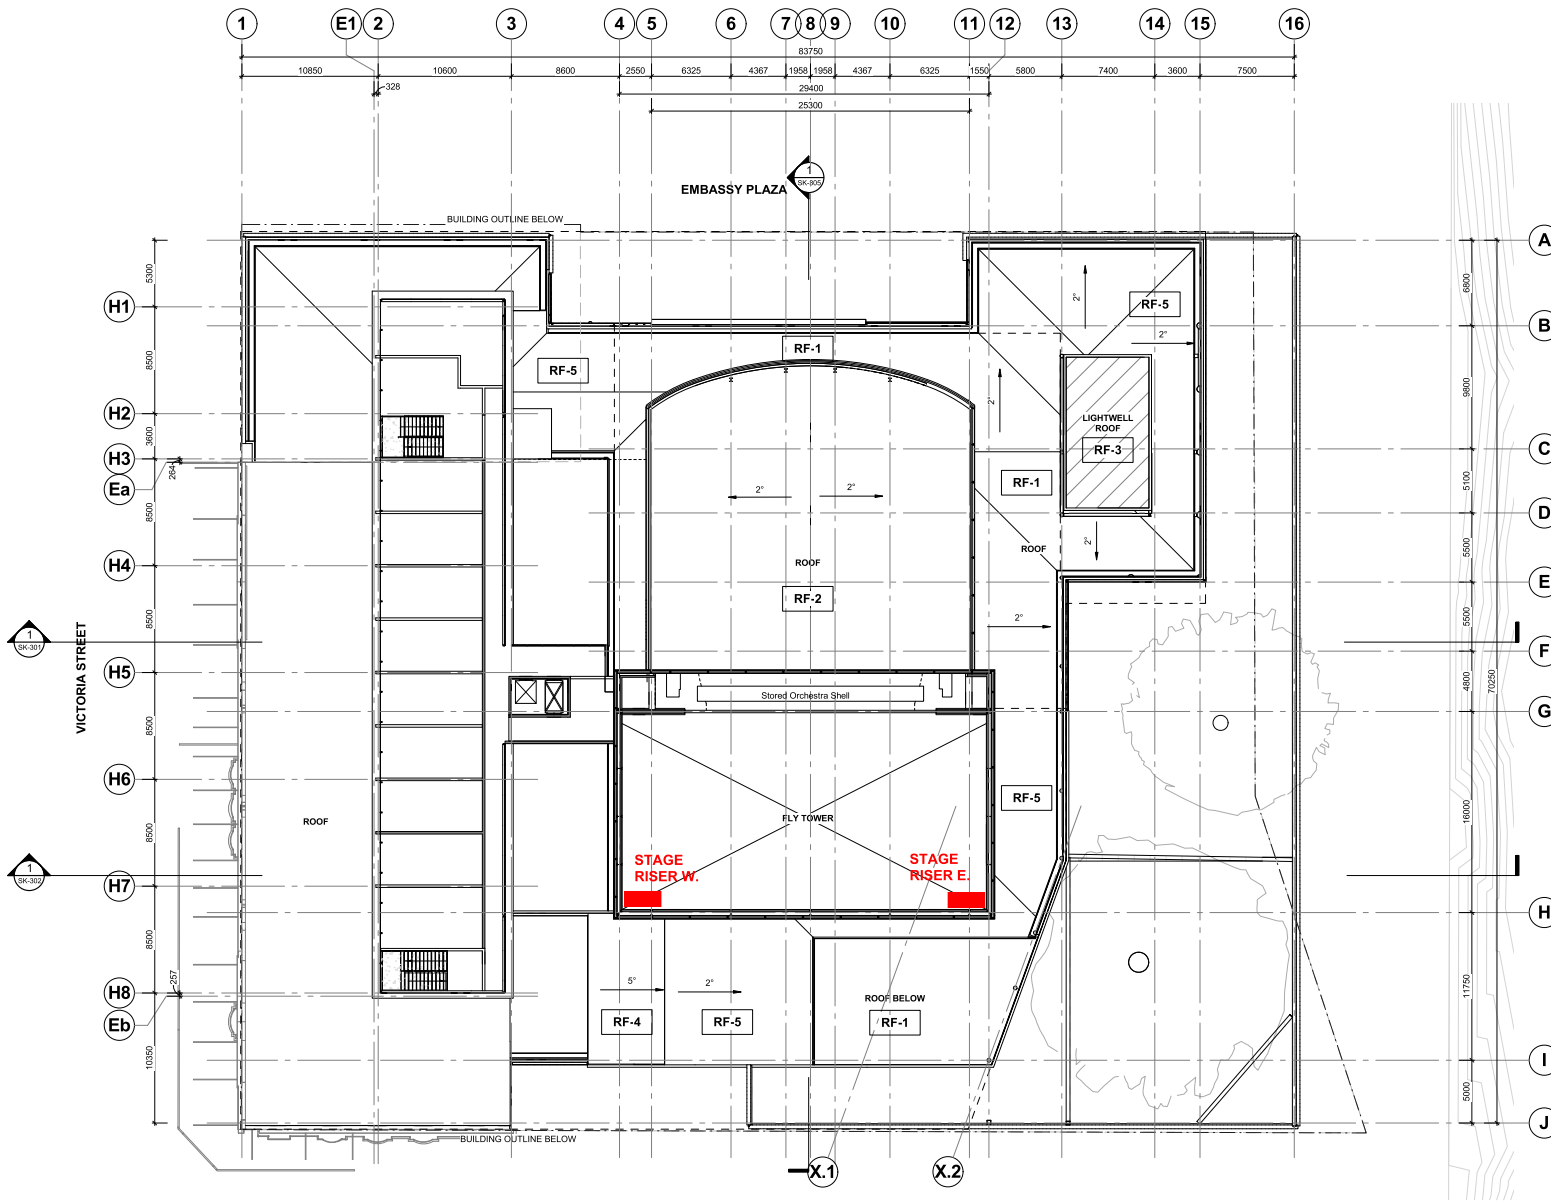 1 E1 2 3 4 5 6 7 8 9 10 11 12 13 14 15 16
83750
10850 10600 8600 2550 6325 4367 1958 1958 4367 6325 1550 5800 7400 3600 7500
328
29400
25300
1
SK-805
EMBASSY PLAZA
BUILDING OUTLINE BELOW
A
5300
6800
H1
2°
RF-5
B
2°
RF-1
8500
RF-5
9800
2°
H2
LIGHTWELL
ROOF
3600
RF-3
C
H3
264
2°
2°
RF-1
5100
Ea
8500
D
2°
ROOF
5500
ROOF
H4
E
RF-2
8500
2°
5500
1
SK-301
VICTORIA STREET
F
H5
Stored Orchestra Shell
4800
70250
G
8500
H6
RF-5
FLY TOWER
ROOF
16000
8500
STAGE
RISER W.
STAGE
RISER E.
1
SK-302
H7
H
8500
257
5°
2°
11750
H8
ROOF BELOW
RF-4
RF-5
RF-1
Eb
10350
I
5000
J
BUILDING OUTLINE BELOW
X.1
X.2